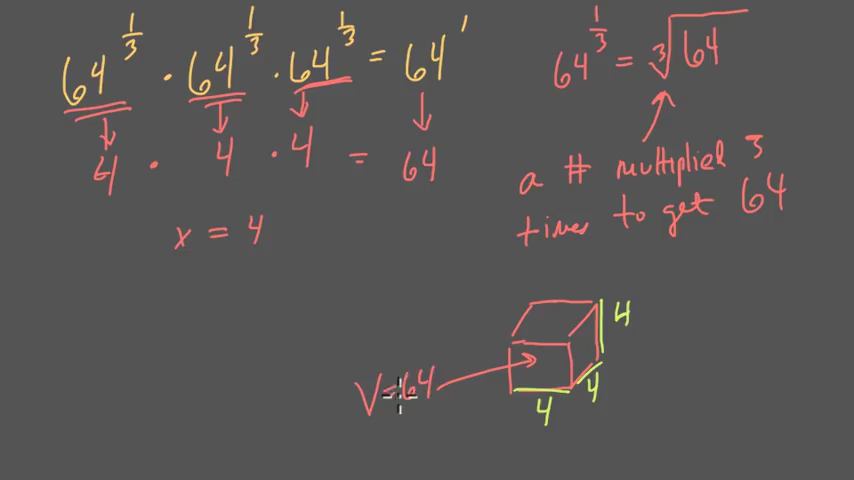 64^{1/3} · 64^{1/3} · 64^{1/3} = 64^1
4 · 4 · 4 = 64
x = 4
64^{1/3} = ∛64
a # multiplied 3
times to get 64
4
4
4
V=64